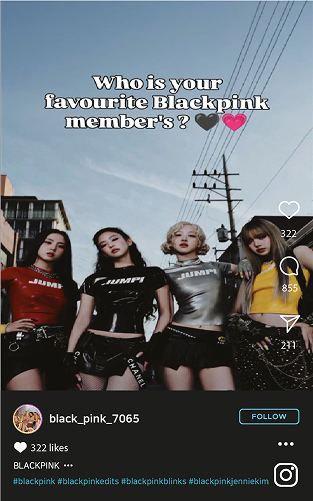 Who is your
favourite Blackpink
member's ? 🖤💗
JUMP!
JUMP!
JUMP!
CHANEL
322
855
211
black_pink_7065
FOLLOW
322 likes
BLACKPINK •••
#blackpink #blackpinkedits #blackpinkblinks #blackpinkjenniekim